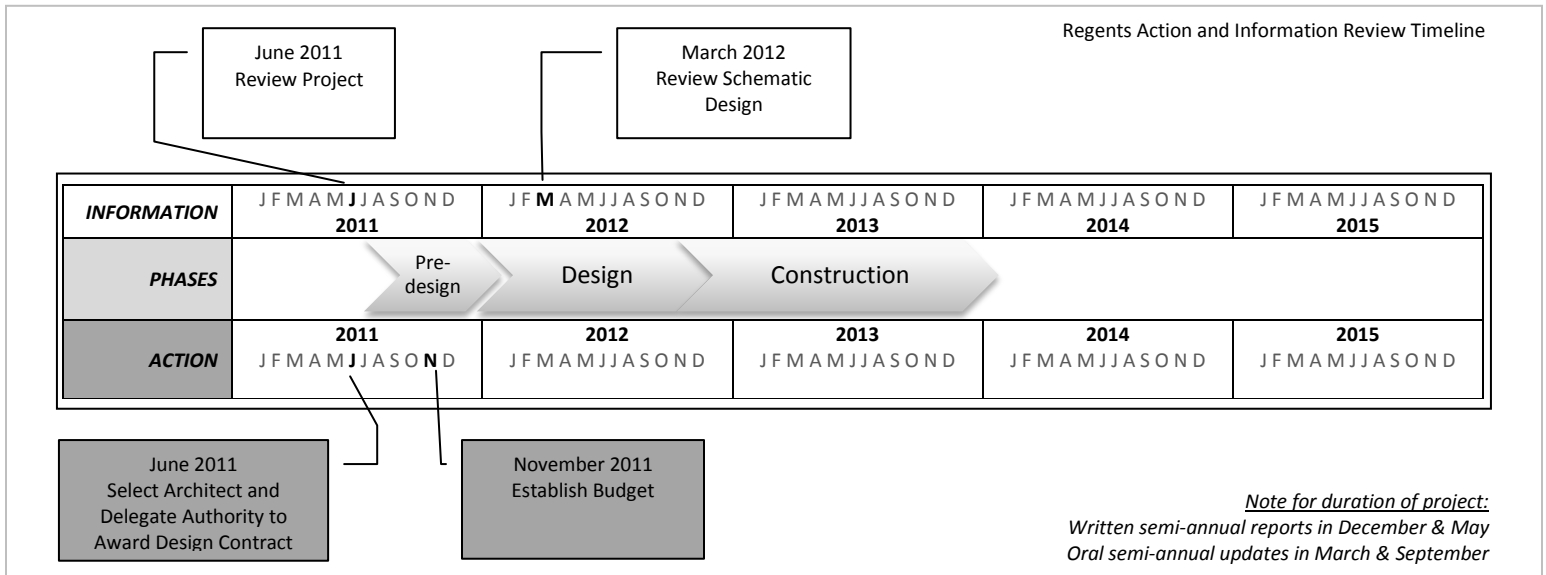 Regents Action and Information Review Timeline
June 2011
Review Project
March 2012
Review Schematic
Design
INFORMATION
J F M A M J J A S O N D
2011
J F M A M J J A S O N D
2012
J F M A M J J A S O N D
2013
J F M A M J J A S O N D
2014
J F M A M J J A S O N D
2015
PHASES
Pre-
design
Design
Construction
ACTION
2011
J F M A M J J A S O N D
2012
J F M A M J J A S O N D
2013
J F M A M J J A S O N D
2014
J F M A M J J A S O N D
2015
J F M A M J J A S O N D
June 2011
Select Architect and
Delegate Authority to
Award Design Contract
November 2011
Establish Budget
Note for duration of project:
Written semi-annual reports in December & May
Oral semi-annual updates in March & September